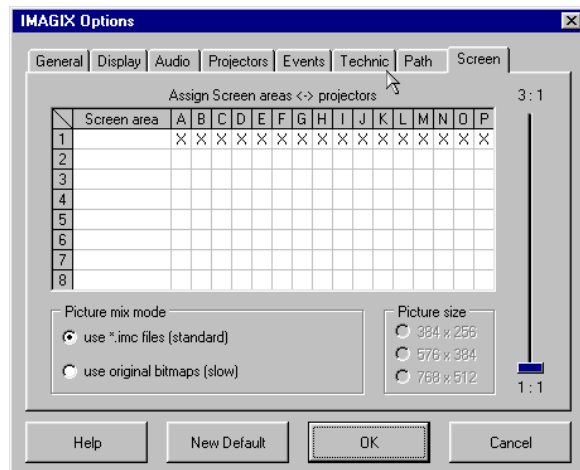 IMAGIX Options
General Display Audio Projectors Events Technic Path Screen
Assign Screen areas <-> projectors
3 : 1
Screen area A B C D E F G H I J K L M N O P
1 X X X X X X X X X X X X X X X X
2
3
4
5
6
7
8
Picture mix mode
use *.imc files (standard)
use original bitmaps (slow)
Picture size
384 x 256
576 x 384
768 x 512
1 : 1
Help New Default OK Cancel